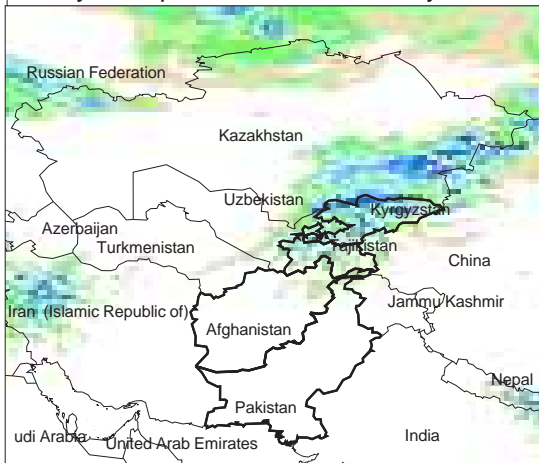 Russian Federation
Kazakhstan
Uzbekistan
Kyrgyzstan
Azerbaijan
Turkmenistan
Tajikistan
China
Iran (Islamic Republic of)
Jammu/Kashmir
Afghanistan
Nepal
Pakistan
udi Arabia
United Arab Emirates
India